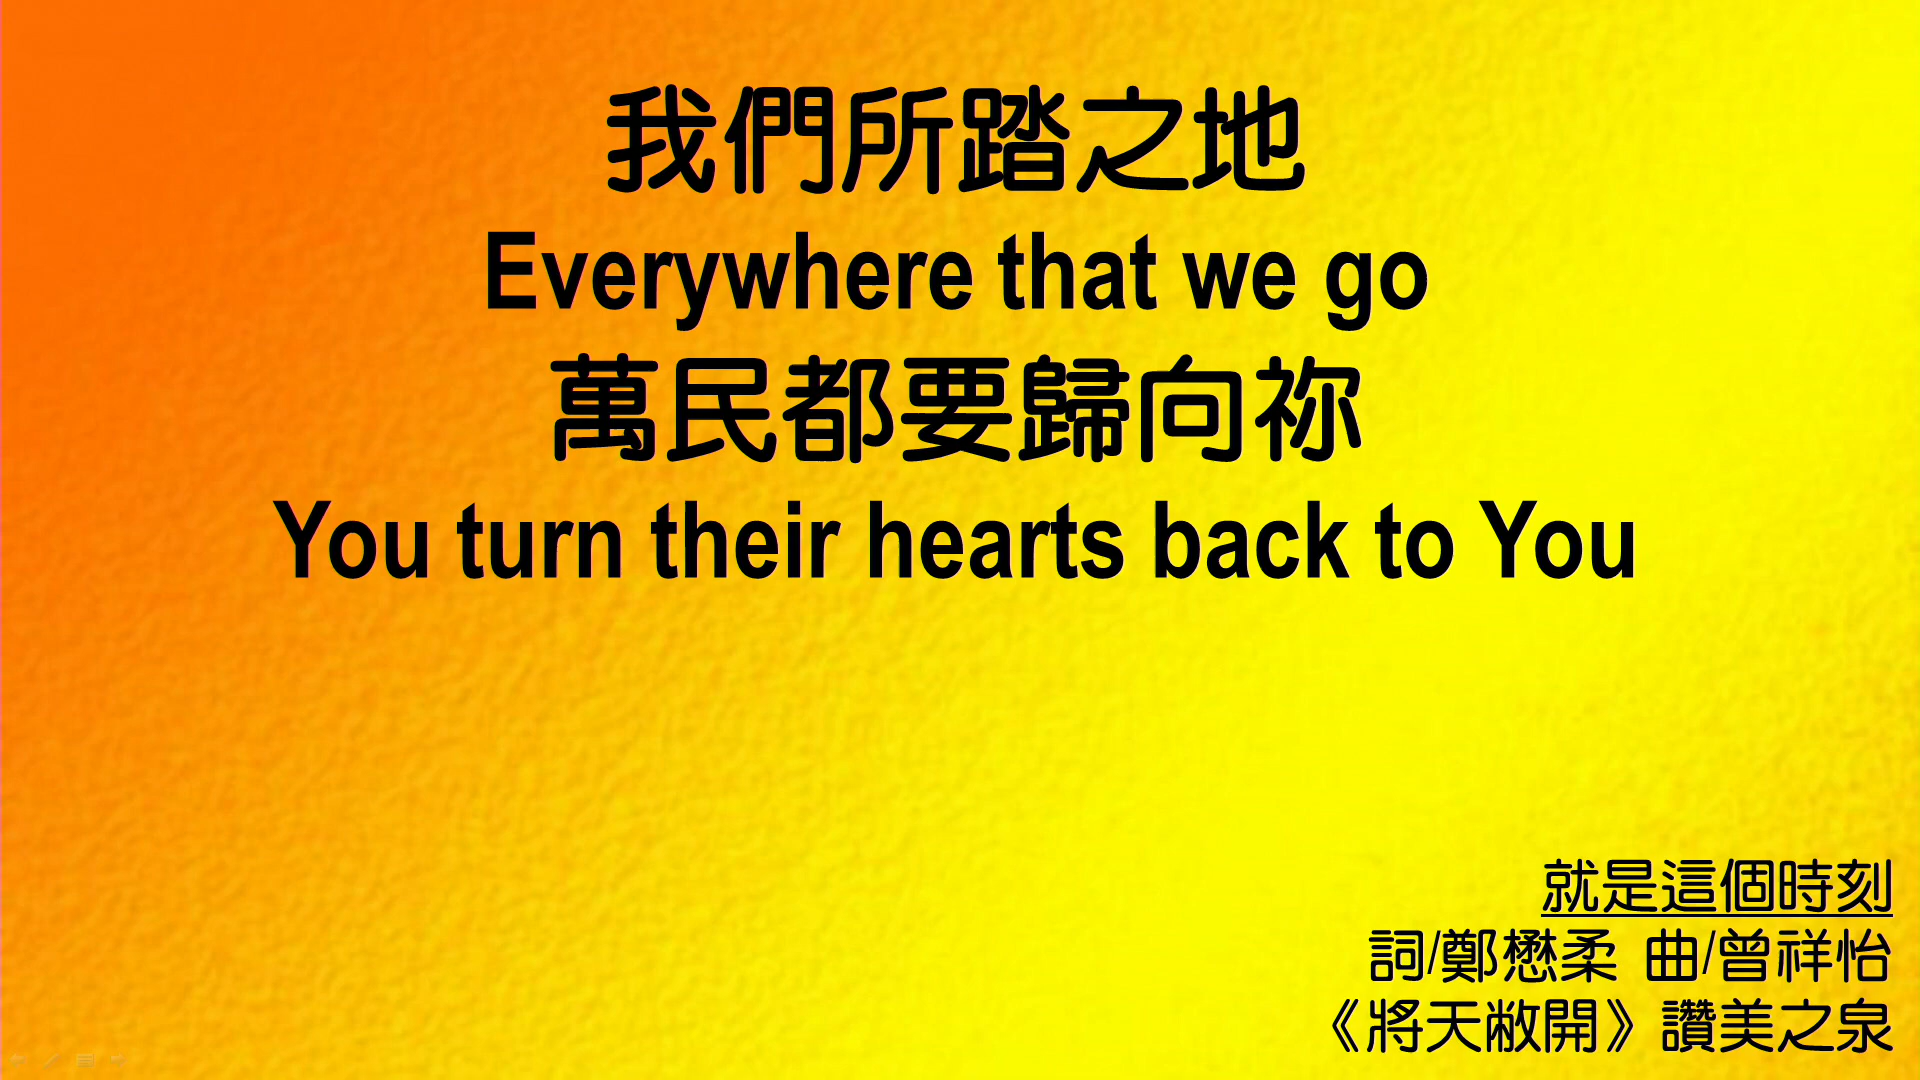 我們所踏之地
Everywhere that we go
萬民都要歸向祢
You turn their hearts back to You
就是這個時刻
詞/鄭懋柔 曲/曾祥怡
《將天敞開》讚美之泉